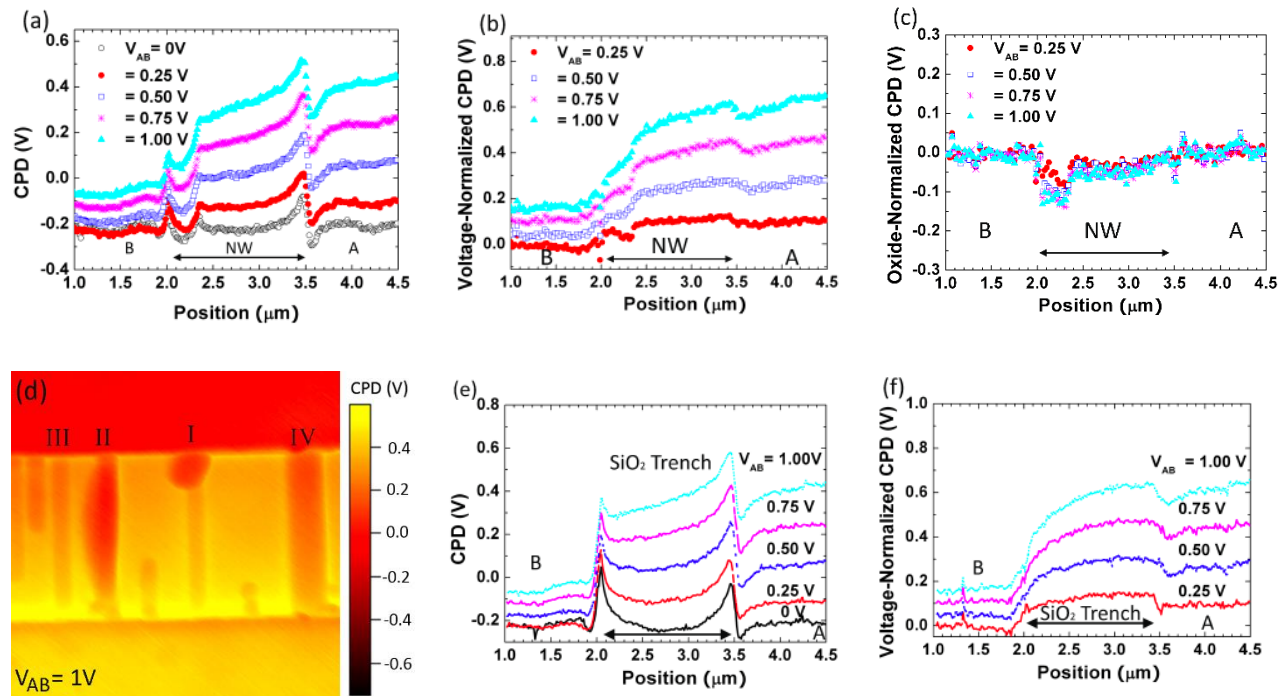 (a)
V_AB = 0V
= 0.25 V
= 0.50 V
= 0.75 V
= 1.00 V
CPD (V)
0.6
0.4
0.2
0.0
-0.2
-0.4
B
NW
A
1.0 1.5 2.0 2.5 3.0 3.5 4.0 4.5
Position (μm)
(b)
V_AB = 0.25 V
= 0.50 V
= 0.75 V
= 1.00 V
Voltage-Normalized CPD (V)
1.0
0.8
0.6
0.4
0.2
0.0
B
NW
A
1.0 1.5 2.0 2.5 3.0 3.5 4.0 4.5
Position (μm)
(c)
V_AB = 0.25 V
= 0.50 V
= 0.75 V
= 1.00 V
Oxide-Normalized CPD (V)
0.3
0.2
0.1
0.0
-0.1
-0.2
-0.3
B
NW
A
1.0 1.5 2.0 2.5 3.0 3.5 4.0 4.5
Position (μm)
(d)
CPD (V)
III
II
I
IV
0.4
0.2
0.0
-0.2
-0.4
-0.6
V_AB = 1V
(e)
CPD (V)
0.8
0.6
0.4
0.2
0.0
-0.2
SiO₂ Trench
V_AB = 1.00V
0.75 V
0.50 V
0.25 V
0 V
B
A
1.0 1.5 2.0 2.5 3.0 3.5 4.0 4.5
Position (μm)
(f)
Voltage-Normalized CPD (V)
1.0
0.8
0.6
0.4
0.2
0.0
V_AB = 1.00 V
0.75 V
0.50 V
0.25 V
B
SiO₂ Trench
A
1.0 1.5 2.0 2.5 3.0 3.5 4.0 4.5
Position (μm)